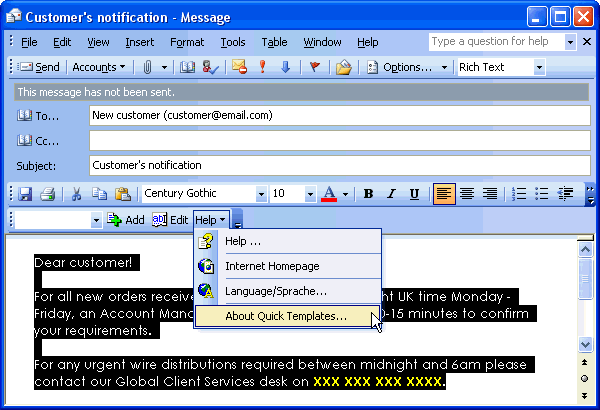 Customer's notification - Message
File Edit View Insert Format Tools Table Window Help Type a question for help
Send Accounts Options... Rich Text
This message has not been sent.
To... New customer (customer@email.com)
Cc...
Subject: Customer's notification
Century Gothic 10 A B I U
Add ab Edit Help
Help ...
Internet Homepage
Language/Sprache...
About Quick Templates...
Dear customer!
For all new orders receive ht UK time Monday -
Friday, an Account Mana 0-15 minutes to confirm
your requirements.
For any urgent wire distributions required between midnight and 6am please
contact our Global Client Services desk on XXX XXX XXX XXXX.